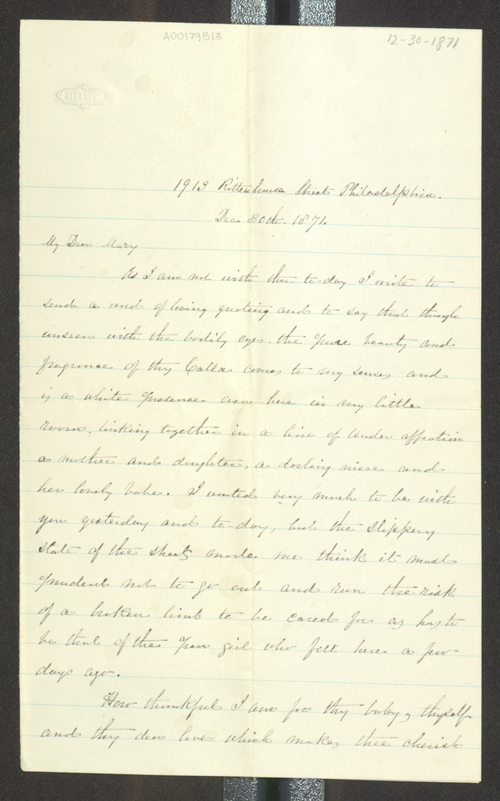 A00179513
12-30-1871
1913 Rittenhouse Street Philadelphia.
Dec. 30th. 1871.
My Dear Mary
As I am not with thee to-day I write to
send a word of loving greeting and to say that though
unseen with the bodily eyes, the pure beauty and
fragrance of thy Callas comes to my senses and
is a white presence even here in my little
room, linking together in a line of tender affection
a mother and daughter, a darling niece and
her lovely babe. I wanted very much to be with
you yesterday and to-day, but the slippery
state of the streets made me think it most
prudent not to go out and run the risk
of a broken limb to be cared for as has to
be that of the poor girl who fell here a few
days ago.
How thankful I am for thy baby, & thyself
and thy dear love which makes thee cherish